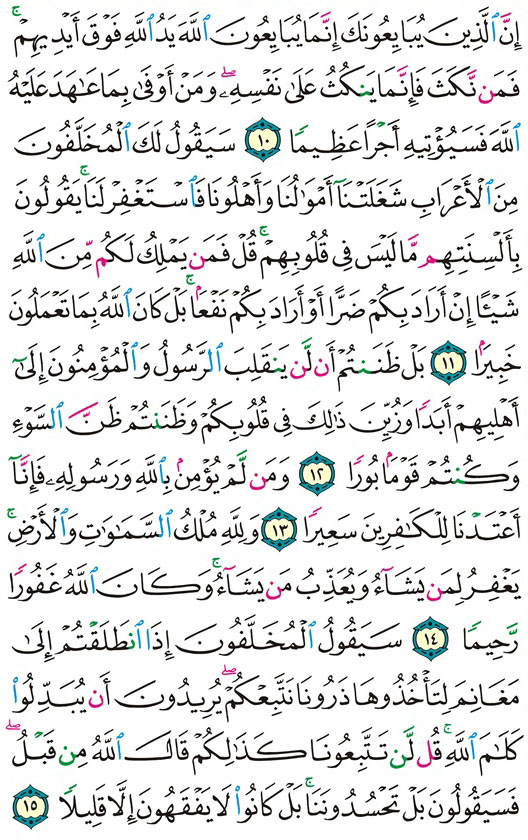 إِنَّ ٱلَّذِينَ يُبَايِعُونَكَ إِنَّمَا يُبَايِعُونَ ٱللَّهَ يَدُ ٱللَّهِ فَوْقَ أَيْدِيهِمْۚ
فَمَن نَّكَثَ فَإِنَّمَا يَنكُثُ عَلَىٰ نَفْسِهِۦۖ وَمَنْ أَوْفَىٰ بِمَا عَٰهَدَ عَلَيْهُ
ٱللَّهَ فَسَيُؤْتِيهِ أَجْرًا عَظِيمًا ١٠ سَيَقُولُ لَكَ ٱلْمُخَلَّفُونَ
مِنَ ٱلْأَعْرَابِ شَغَلَتْنَآ أَمْوَٰلُنَا وَأَهْلُونَا فَٱسْتَغْفِرْ لَنَاۚ يَقُولُونَ
بِأَلْسِنَتِهِم مَّا لَيْسَ فِى قُلُوبِهِمْۚ قُلْ فَمَن يَمْلِكُ لَكُم مِّنَ ٱللَّهِ
شَيْـًٔا إِنْ أَرَادَ بِكُمْ ضَرًّا أَوْ أَرَادَ بِكُمْ نَفْعَۢاۚ بَلْ كَانَ ٱللَّهُ بِمَا تَعْمَلُونَ
خَبِيرًۢا ١١ بَلْ ظَنَنتُمْ أَن لَّن يَنقَلِبَ ٱلرَّسُولُ وَٱلْمُؤْمِنُونَ إِلَىٰٓ
أَهْلِيهِمْ أَبَدًا وَزُيِّنَ ذَٰلِكَ فِى قُلُوبِكُمْ وَظَنَنتُمْ ظَنَّ ٱلسَّوْءِ
وَكُنتُمْ قَوْمًۢا بُورًا ١٢ وَمَن لَّمْ يُؤْمِنۢ بِٱللَّهِ وَرَسُولِهِۦ فَإِنَّآ
أَعْتَدْنَا لِلْكَٰفِرِينَ سَعِيرًا ١٣ وَلِلَّهِ مُلْكُ ٱلسَّمَٰوَٰتِ وَٱلْأَرْضِۚ
يَغْفِرُ لِمَن يَشَآءُ وَيُعَذِّبُ مَن يَشَآءُۚ وَكَانَ ٱللَّهُ غَفُورًا
رَّحِيمًا ١٤ سَيَقُولُ ٱلْمُخَلَّفُونَ إِذَا ٱنطَلَقْتُمْ إِلَىٰ
مَغَانِمَ لِتَأْخُذُوهَا ذَرُونَا نَتَّبِعْكُمْۖ يُرِيدُونَ أَن يُبَدِّلُوا۟
كَلَٰمَ ٱللَّهِۚ قُل لَّن تَتَّبِعُونَا كَذَٰلِكُمْ قَالَ ٱللَّهُ مِن قَبْلُۖ
فَسَيَقُولُونَ بَلْ تَحْسُدُونَنَاۚ بَلْ كَانُوا۟ لَا يَفْقَهُونَ إِلَّا قَلِيلًا ١٥